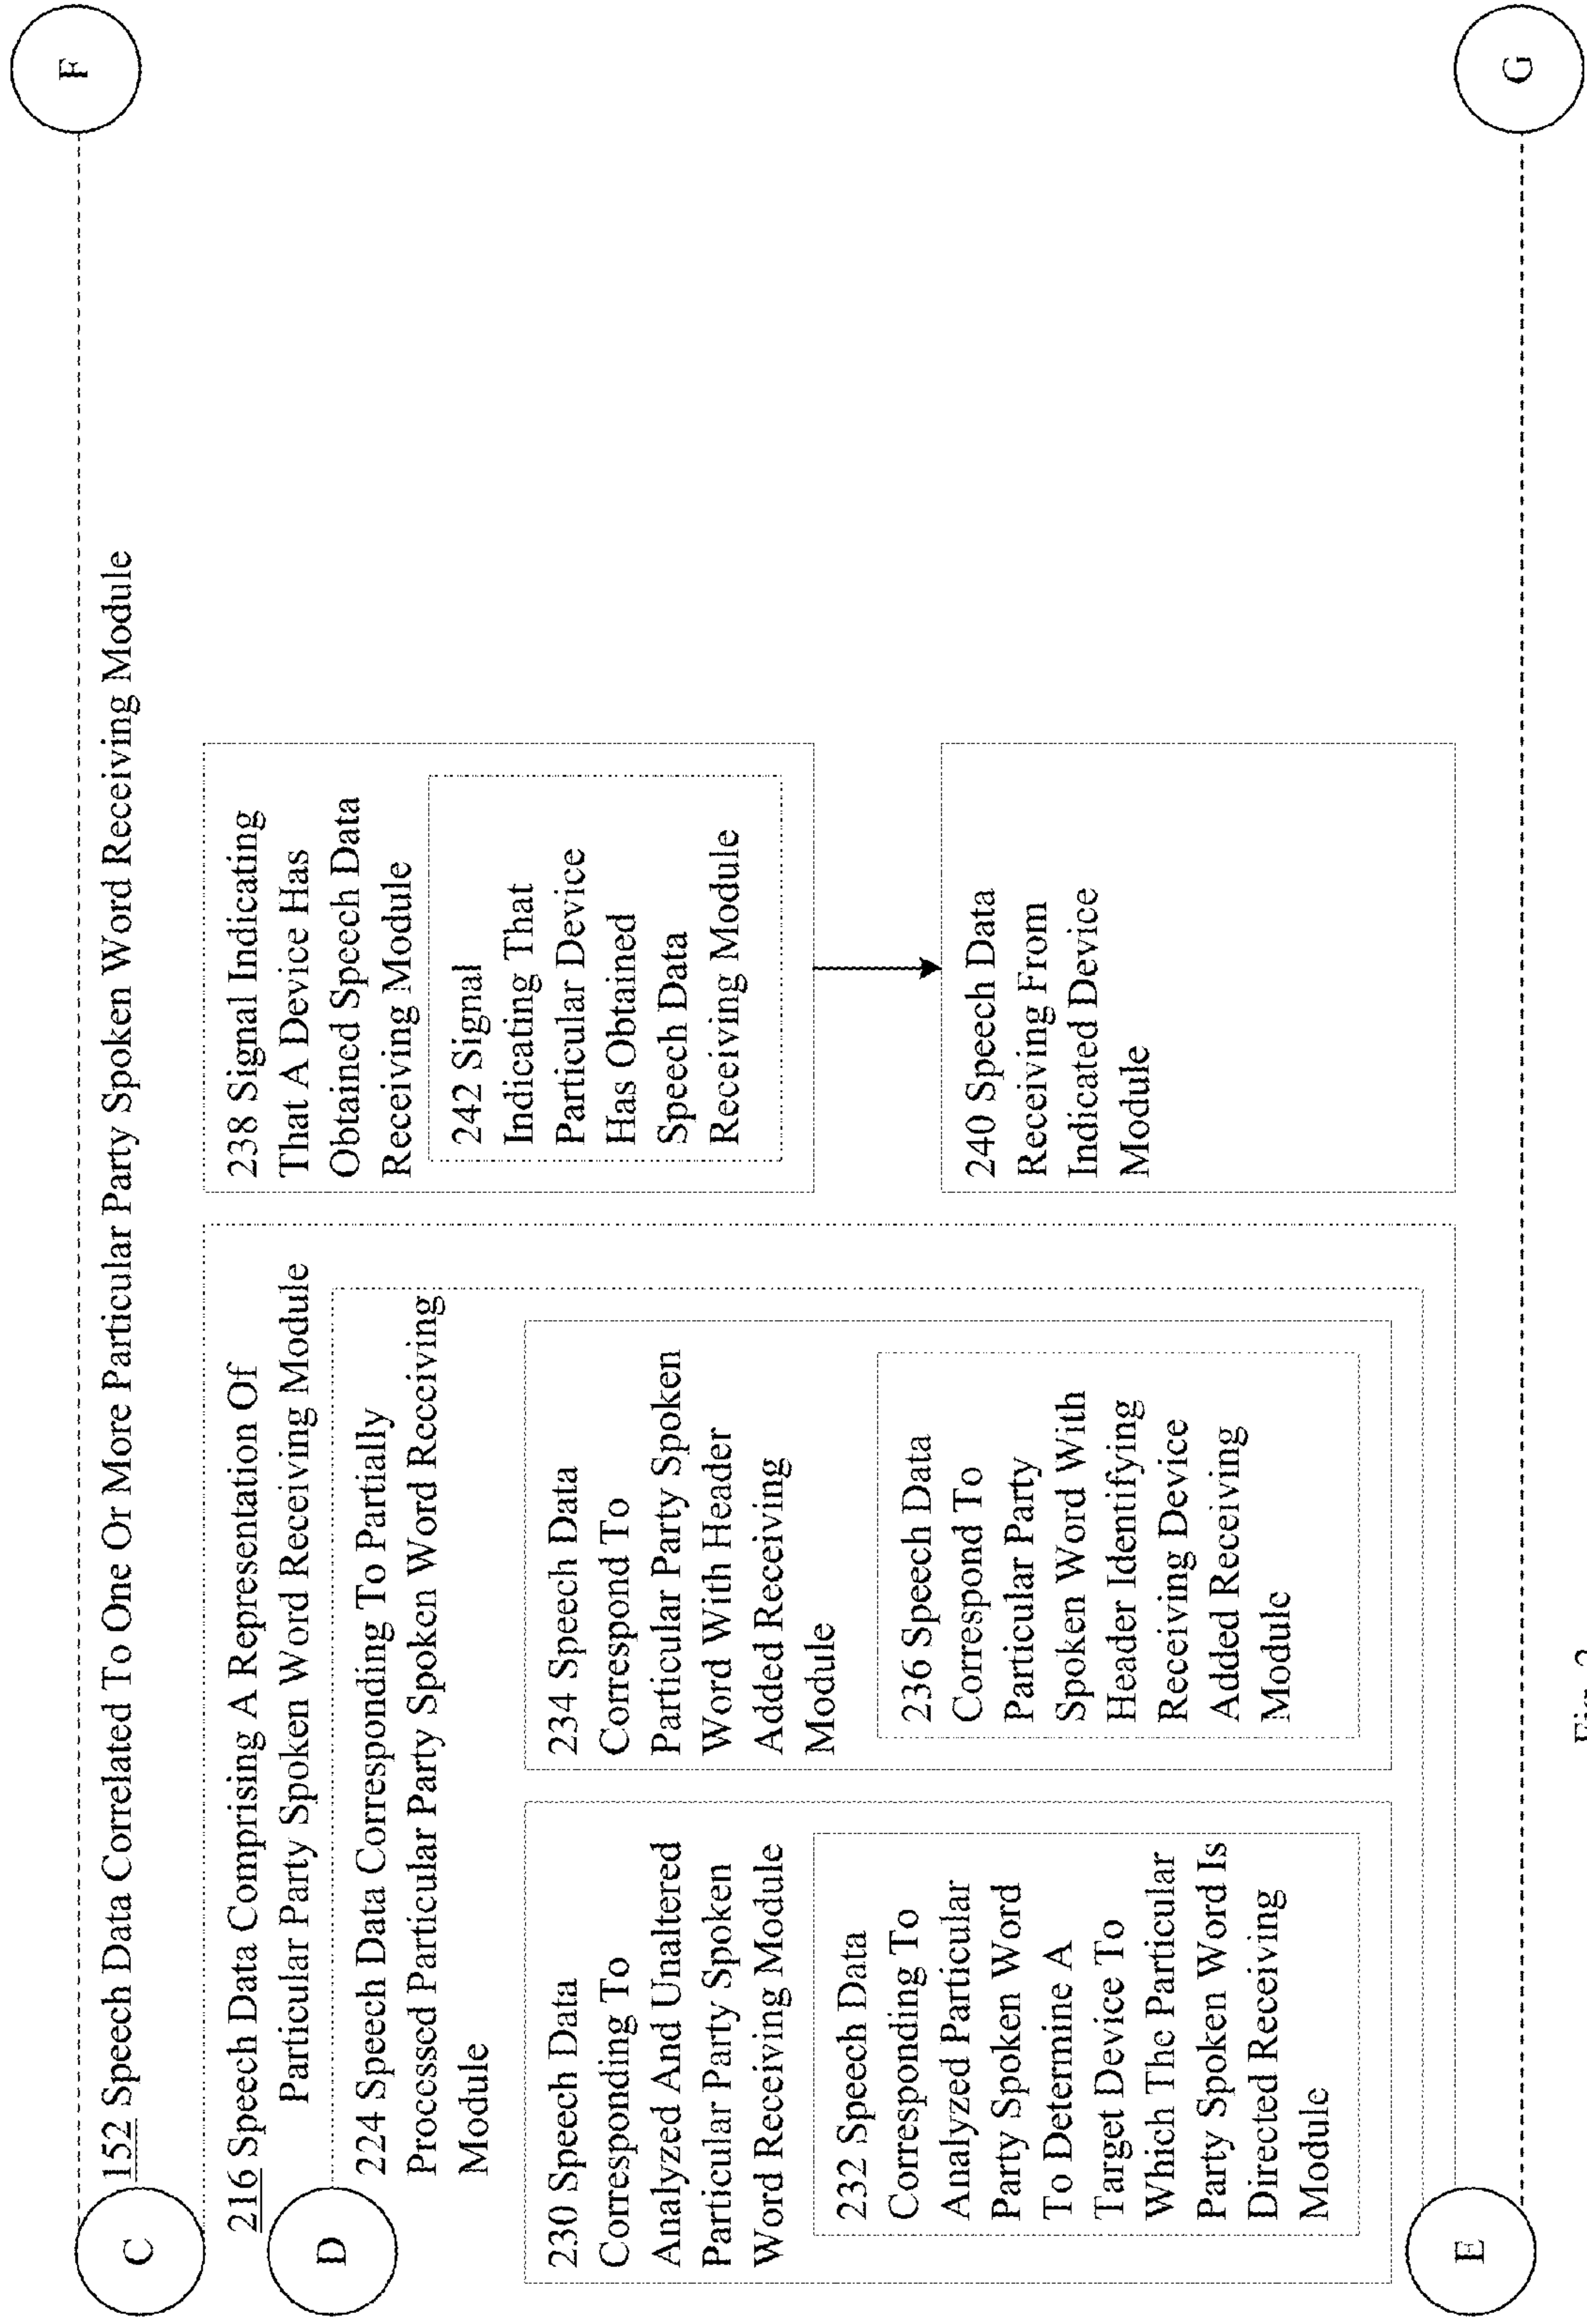 F
C
152 Speech Data Correlated To One Or More Particular Party Spoken Word Receiving Module
216 Speech Data Comprising A Representation Of
Particular Party Spoken Word Receiving Module
D
224 Speech Data Corresponding To Partially
Processed Particular Party Spoken Word Receiving
Module
230 Speech Data
Corresponding To
Analyzed And Unaltered
Particular Party Spoken
Word Receiving Module
232 Speech Data
Corresponding To
Analyzed Particular
Party Spoken Word
To Determine A
Target Device To
Which The Particular
Party Spoken Word Is
Directed Receiving
Module
234 Speech Data
Correspond To
Particular Party Spoken
Word With Header
Added Receiving
Module
236 Speech Data
Correspond To
Particular Party
Spoken Word With
Header Identifying
Receiving Device
Added Receiving
Module
238 Signal Indicating
That A Device Has
Obtained Speech Data
Receiving Module
242 Signal
Indicating That
Particular Device
Has Obtained
Speech Data
Receiving Module
240 Speech Data
Receiving From
Indicated Device
Module
E
G